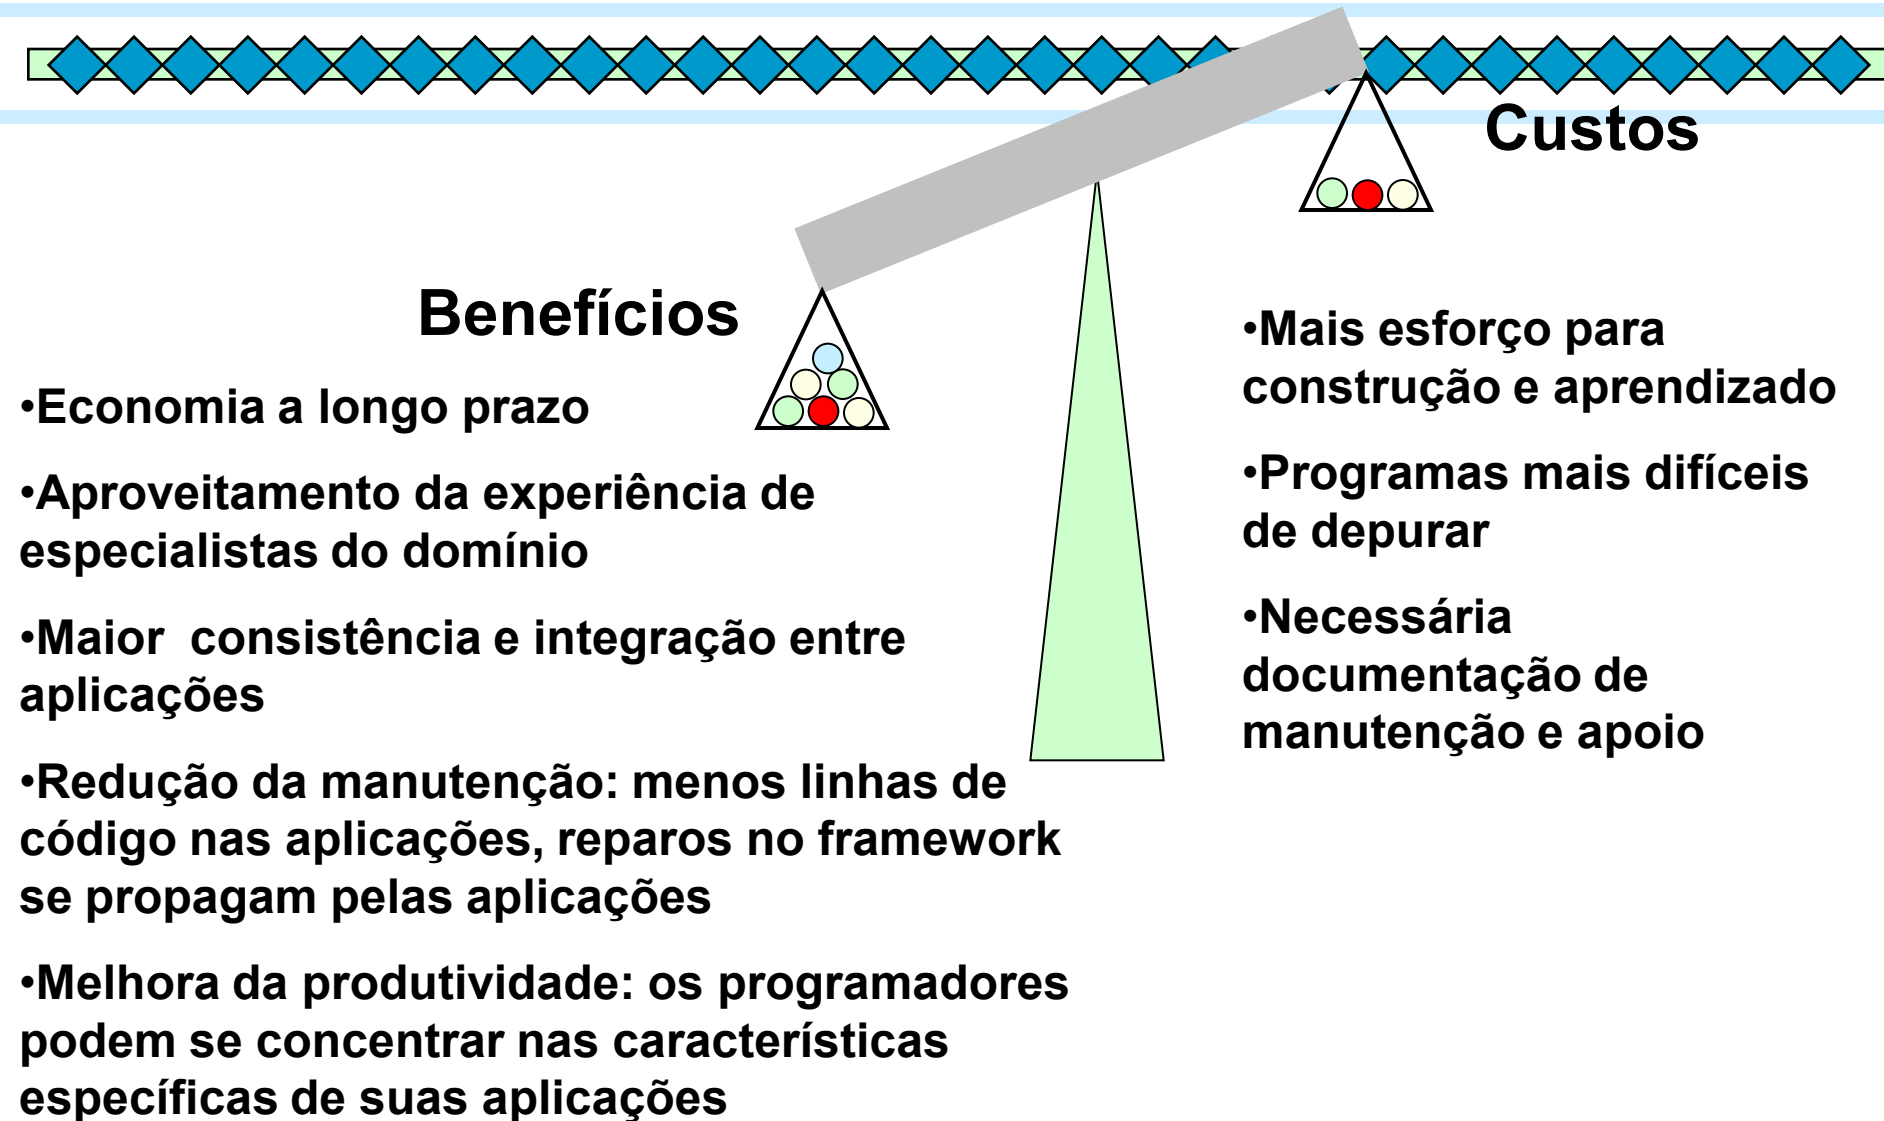 Custos
Benefícios
•Economia a longo prazo
•Aproveitamento da experiência de
especialistas do domínio
•Maior  consistência e integração entre
aplicações
•Redução da manutenção: menos linhas de
código nas aplicações, reparos no framework
se propagam pelas aplicações
•Melhora da produtividade: os programadores
podem se concentrar nas características
específicas de suas aplicações
•Mais esforço para
construção e aprendizado
•Programas mais difíceis
de depurar
•Necessária
documentação de
manutenção e apoio